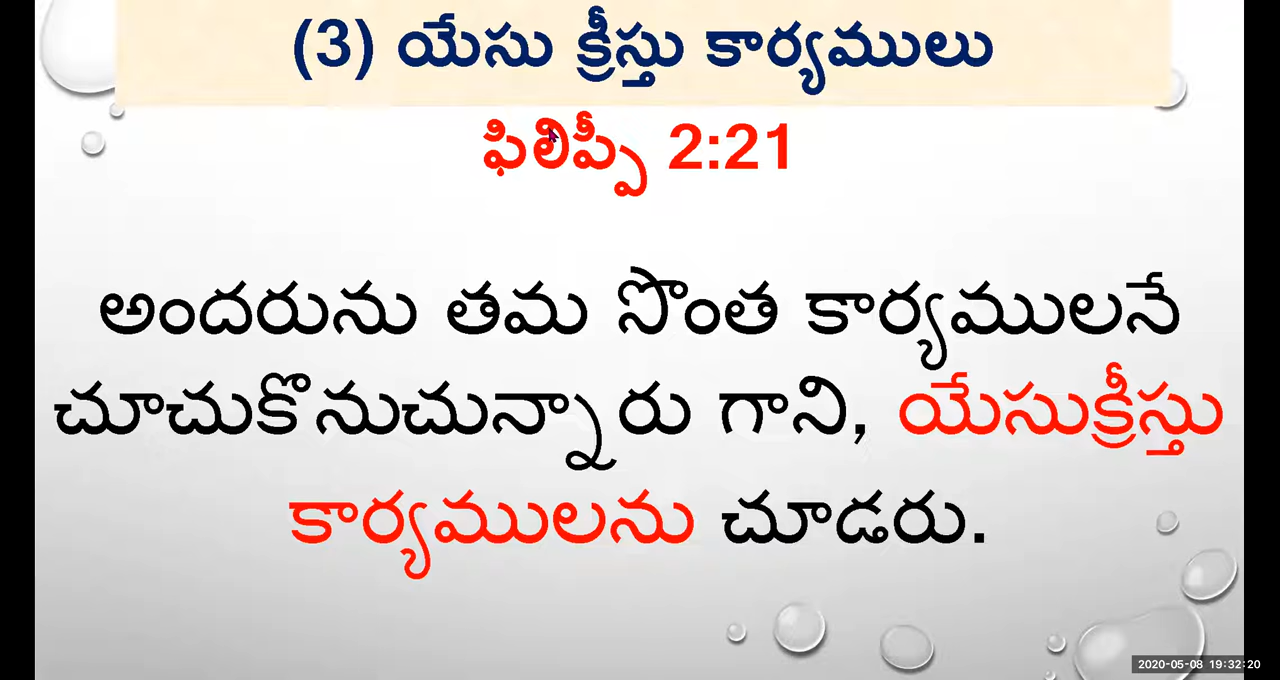 (3) యేసు క్రీస్తు కార్యములు
ఫిలిప్పీ 2:21
అందరును తమ సొంత కార్యములనే
చూచుకొనుచున్నారు గాని, యేసుక్రీస్తు
కార్యములను చూడరు.
2020-05-08 19:32:20